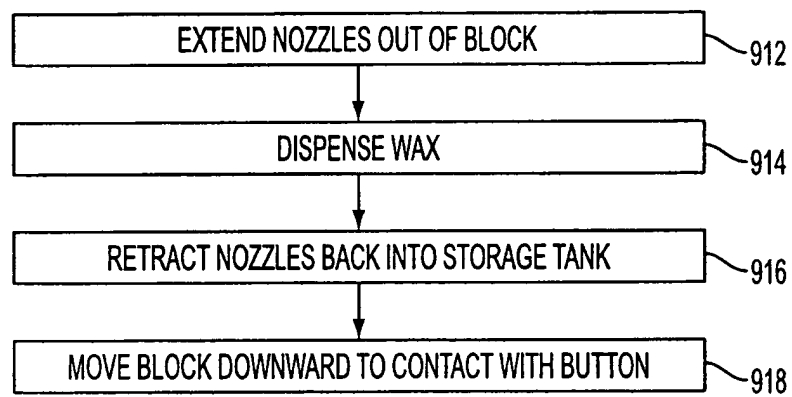 EXTEND NOZZLES OUT OF BLOCK
912
DISPENSE WAX
914
RETRACT NOZZLES BACK INTO STORAGE TANK
916
MOVE BLOCK DOWNWARD TO CONTACT WITH BUTTON
918